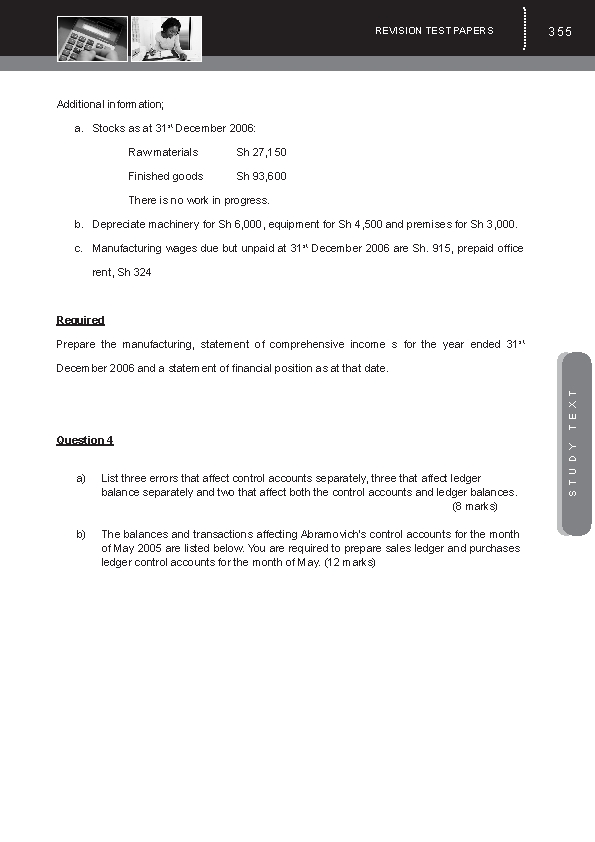 REVISION TEST PAPERS 355
Additional information;
a. Stocks as at 31st December 2006:
Raw materials Sh 27,150
Finished goods Sh 93,600
There is no work in progress.
b. Depreciate machinery for Sh 6,000, equipment for Sh 4,500 and premises for Sh 3,000.
c. Manufacturing wages due but unpaid at 31st December 2006 are Sh. 915, prepaid office
rent, Sh 324
Required
Prepare the manufacturing, statement of comprehensive income s for the year ended 31st
December 2006 and a statement of financial position as at that date.
STUDY TEXT
Question 4
a) List three errors that affect control accounts separately, three that affect ledger
balance separately and two that affect both the control accounts and ledger balances.
(8 marks)
b) The balances and transactions affecting Abramovich's control accounts for the month
of May 2005 are listed below. You are required to prepare sales ledger and purchases
ledger control accounts for the month of May. (12 marks)